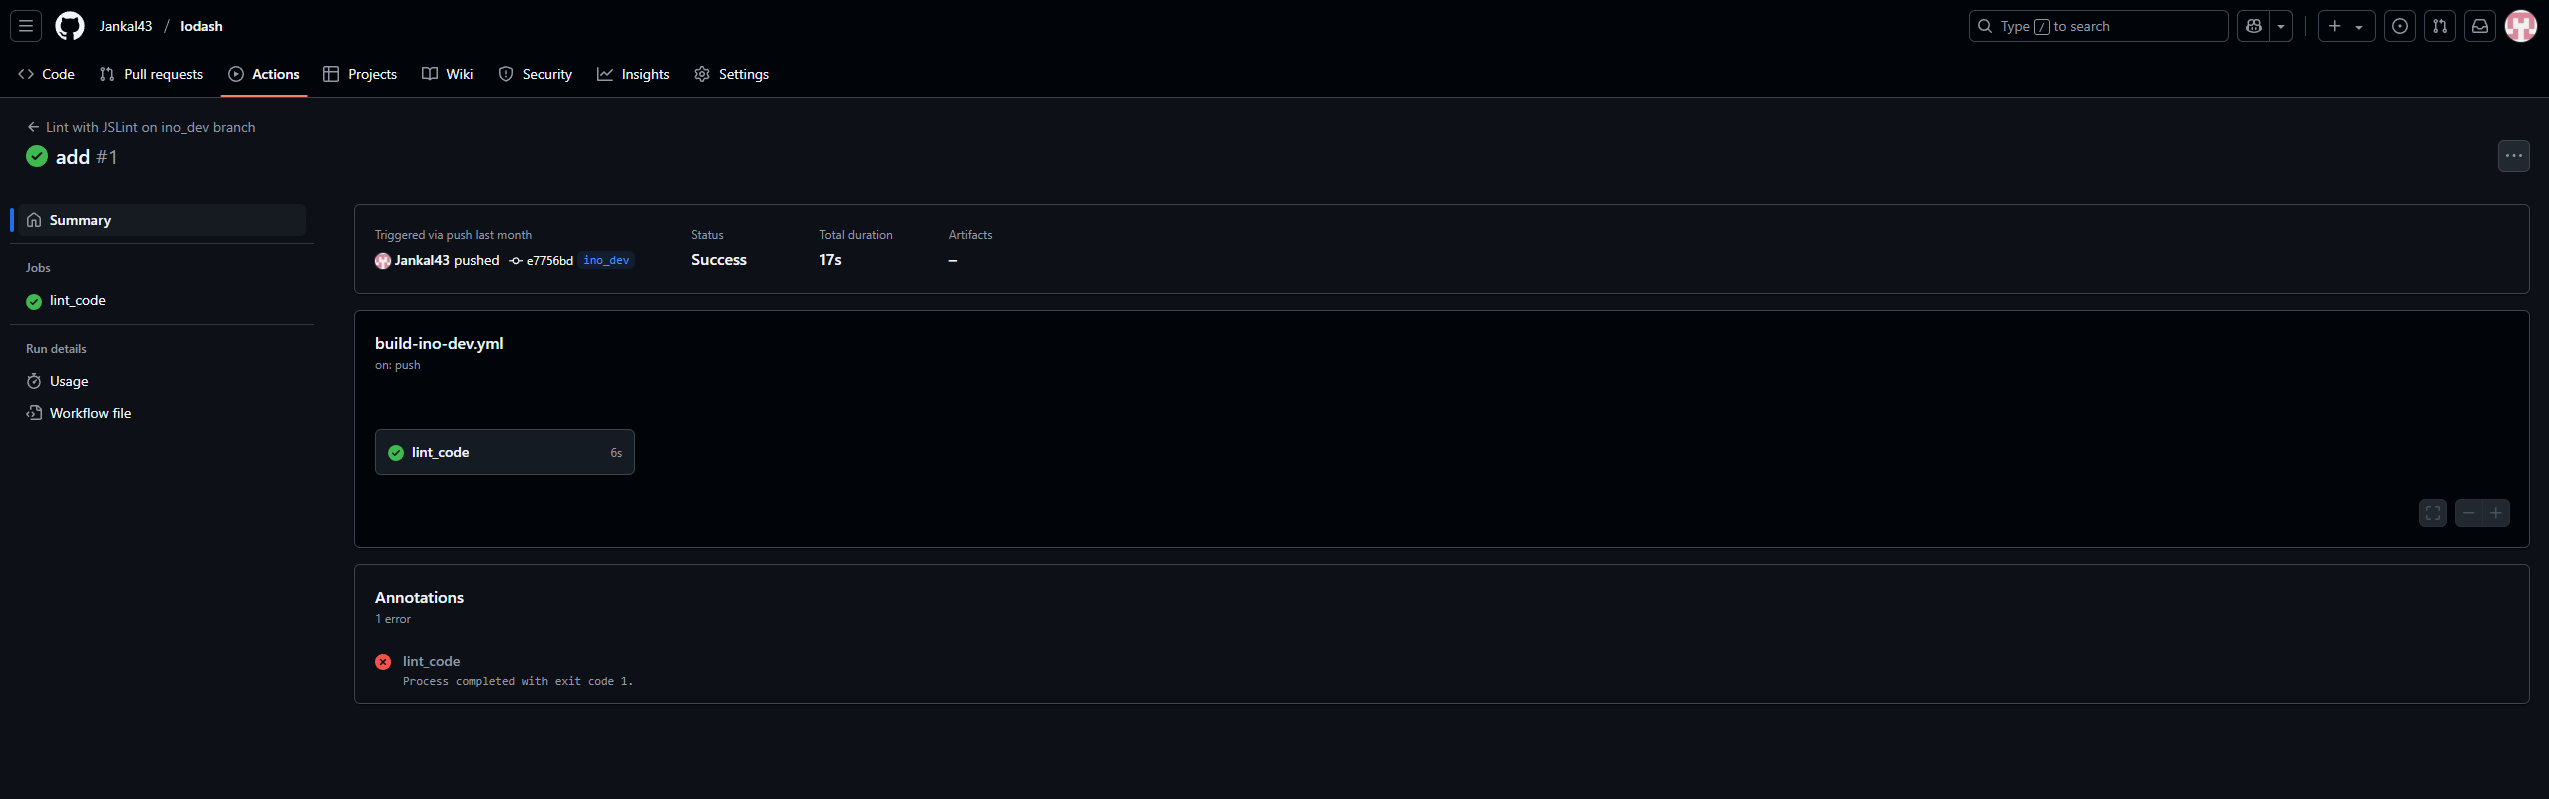 Jankal43 / lodash
Type / to search
Code Pull requests Actions Projects Wiki Security Insights Settings
Lint with JSLint on ino_dev branch
add #1
Summary
Jobs
lint_code
Run details
Usage
Workflow file
Triggered via push last month
Jankal43 pushed e7756bd ino_dev
Status
Success
Total duration
17s
Artifacts
–
build-ino-dev.yml
on: push
lint_code 6s
Annotations
1 error
lint_code
Process completed with exit code 1.